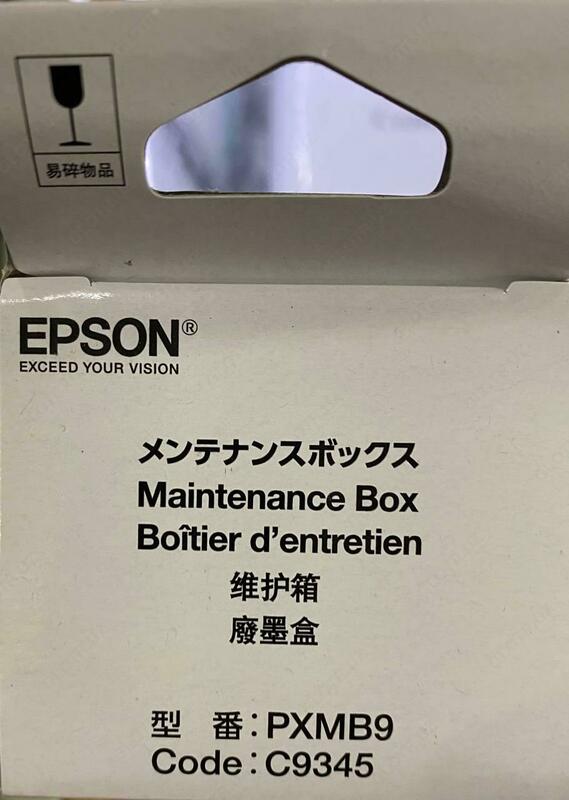 易碎物品
EPSON®
EXCEED YOUR VISION
メンテナンスボックス
Maintenance Box
Boîtier d'entretien
维护箱
廢墨盒
型 番:PXMB9
Code:C9345